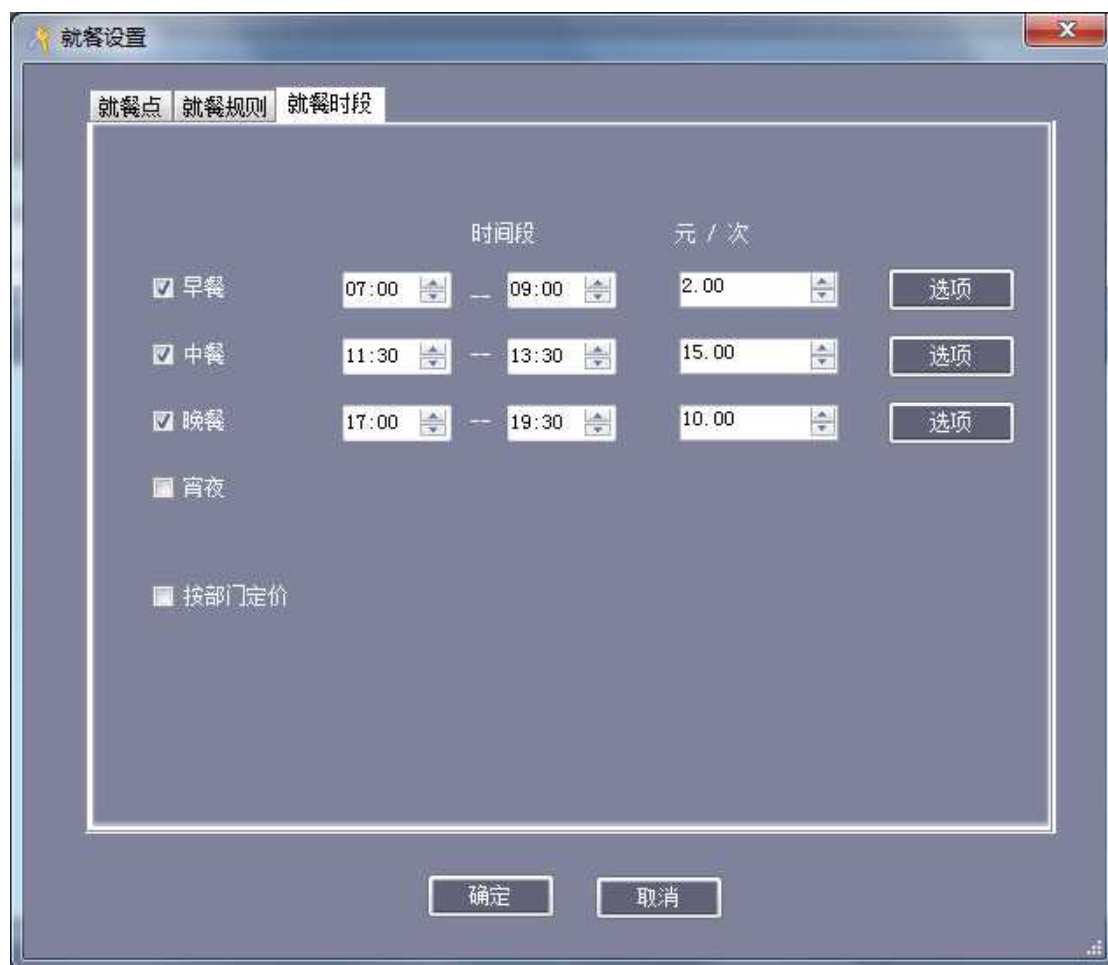 就餐设置
就餐点 就餐规则 就餐时段
时间段 元 / 次
早餐 07:00 -- 09:00 2.00 选项
中餐 11:30 -- 13:30 15.00 选项
晚餐 17:00 -- 19:30 10.00 选项
宵夜
按部门定价
确定 取消